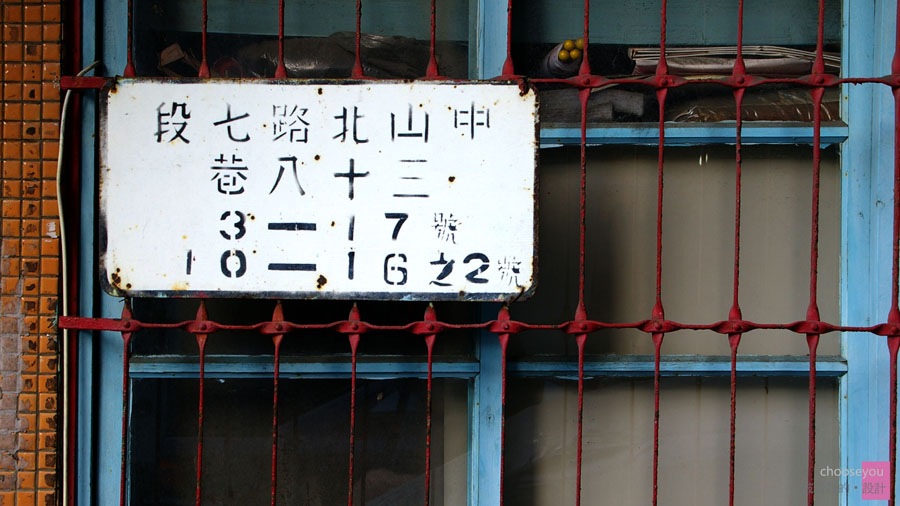 中山北路七段
三十八巷
3—17號
10—16之2號
chooseyou
的・設計